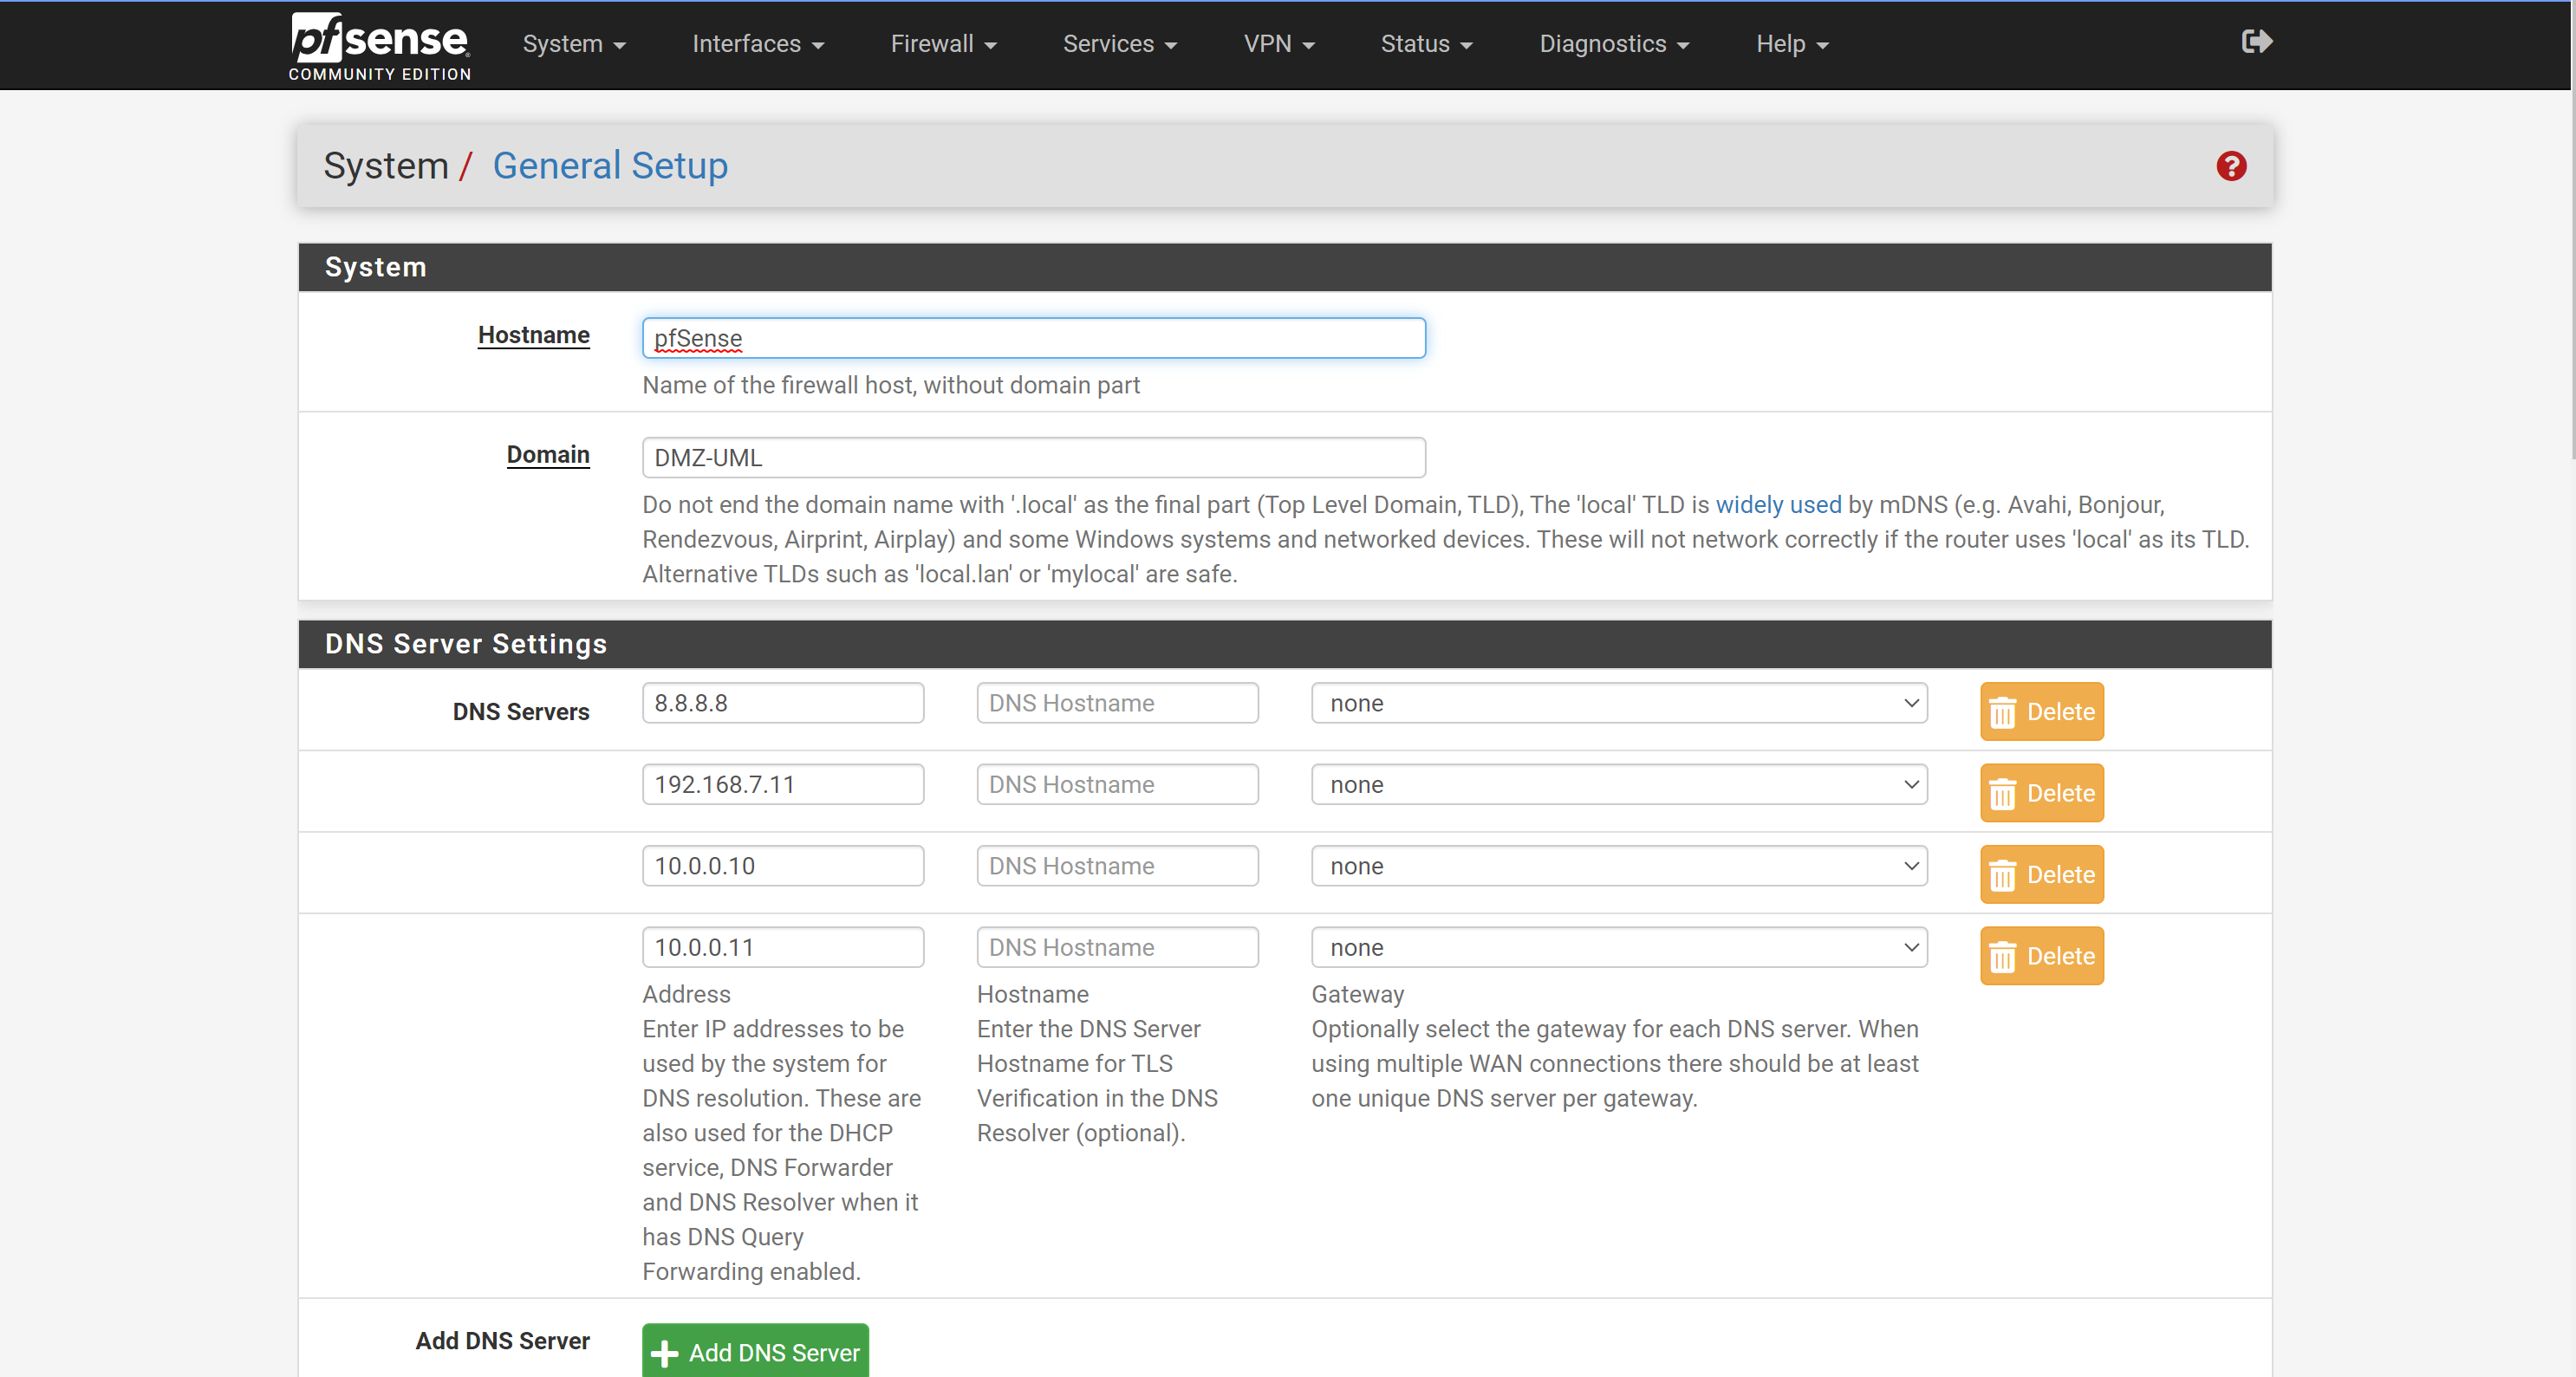 pfsense
COMMUNITY EDITION
System Interfaces Firewall Services VPN Status Diagnostics Help
System / General Setup
System
Hostname pfSense
Name of the firewall host, without domain part
Domain DMZ-UML
Do not end the domain name with '.local' as the final part (Top Level Domain, TLD), The 'local' TLD is widely used by mDNS (e.g. Avahi, Bonjour,
Rendezvous, Airprint, Airplay) and some Windows systems and networked devices. These will not network correctly if the router uses 'local' as its TLD.
Alternative TLDs such as 'local.lan' or 'mylocal' are safe.
DNS Server Settings
DNS Servers 8.8.8.8 DNS Hostname none Delete
192.168.7.11 DNS Hostname none Delete
10.0.0.10 DNS Hostname none Delete
10.0.0.11 DNS Hostname none Delete
Address
Enter IP addresses to be
used by the system for
DNS resolution. These are
also used for the DHCP
service, DNS Forwarder
and DNS Resolver when it
has DNS Query
Forwarding enabled.
Hostname
Enter the DNS Server
Hostname for TLS
Verification in the DNS
Resolver (optional).
Gateway
Optionally select the gateway for each DNS server. When
using multiple WAN connections there should be at least
one unique DNS server per gateway.
Add DNS Server Add DNS Server